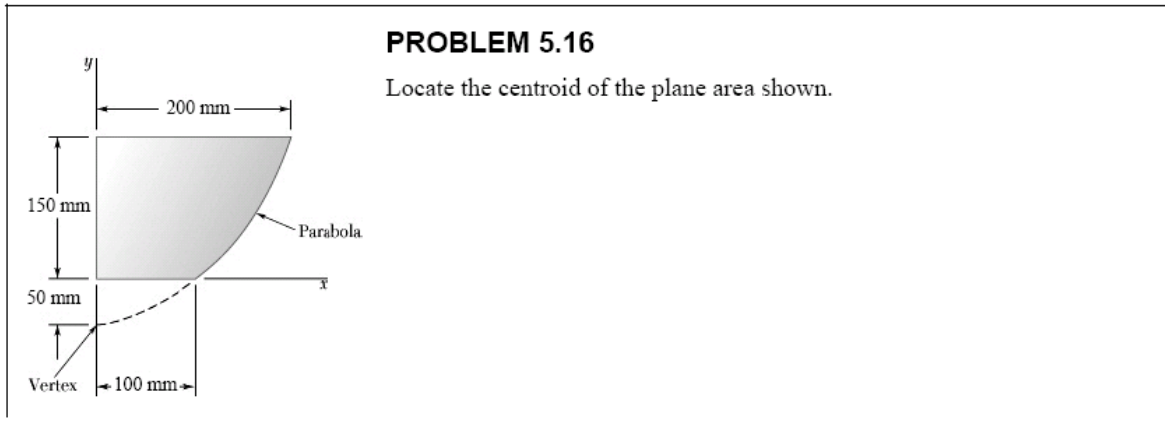 PROBLEM 5.16
Locate the centroid of the plane area shown.
y
200 mm
150 mm
Parabola
x
50 mm
Vertex
100 mm